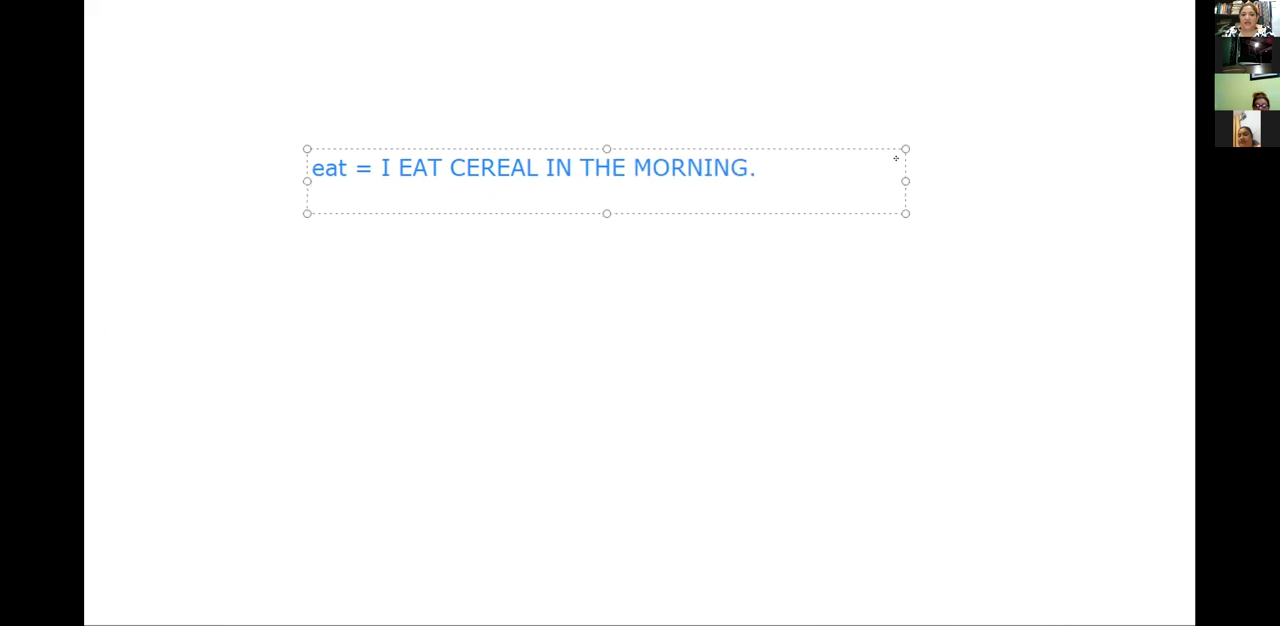 eat = I EAT CEREAL IN THE MORNING.